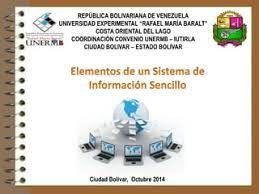 REPÚBLICA BOLIVARIANA DE VENEZUELA
UNIVERSIDAD EXPERIMENTAL "RAFAEL MARÍA BARALT"
COSTA ORIENTAL DEL LAGO
COORDINACIÓN CONVENIO UNERMB – IUTIRLA
CIUDAD BOLIVAR – ESTADO BOLIVAR
UNERMB
Elementos de un Sistema de
Información Sencillo
Ciudad Bolívar, Octubre 2014